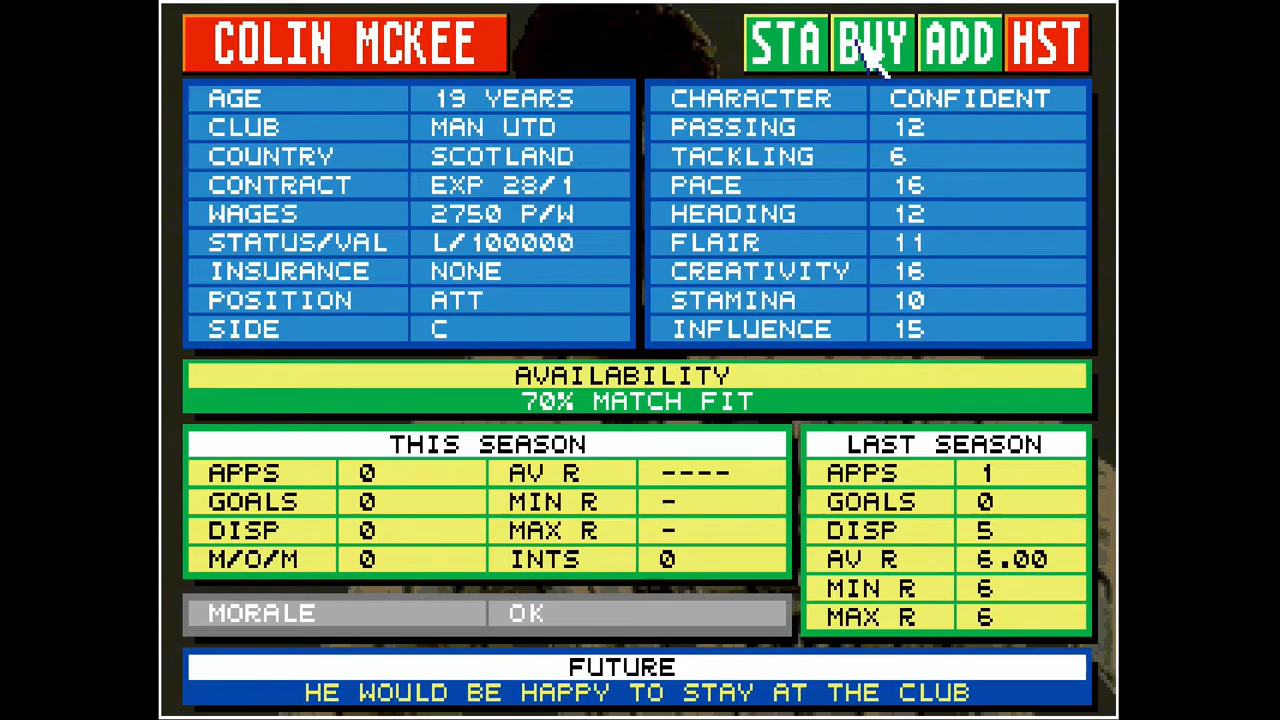 COLIN MCKEE STA BUY ADD HST
AGE 19 YEARS
CLUB MAN UTD
COUNTRY SCOTLAND
CONTRACT EXP 28/1
WAGES 2750 P/W
STATUS/VAL L/100000
INSURANCE NONE
POSITION ATT
SIDE C
CHARACTER CONFIDENT
PASSING 12
TACKLING 6
PACE 16
HEADING 12
FLAIR 11
CREATIVITY 16
STAMINA 10
INFLUENCE 15
AVAILABILITY
70% MATCH FIT
THIS SEASON
APPS 0 AV R ----
GOALS 0 MIN R -
DISP 0 MAX R -
M/O/M 0 INTS 0
LAST SEASON
APPS 1
GOALS 0
DISP 5
AV R 6.00
MIN R 6
MAX R 6
MORALE OK
FUTURE
HE WOULD BE HAPPY TO STAY AT THE CLUB